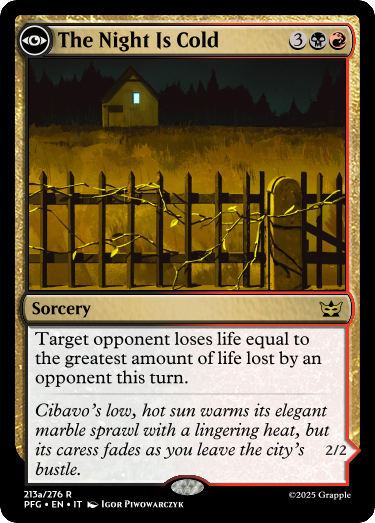 The Night Is Cold 3
Sorcery
Target opponent loses life equal to
the greatest amount of life lost by an
opponent this turn.
Cibavo's low, hot sun warms its elegant
marble sprawl with a lingering heat, but
its caress fades as you leave the city's
bustle.
2/2
213a/276 R
PFG • EN • IT Igor Piwowarczyk
©2025 Grapple